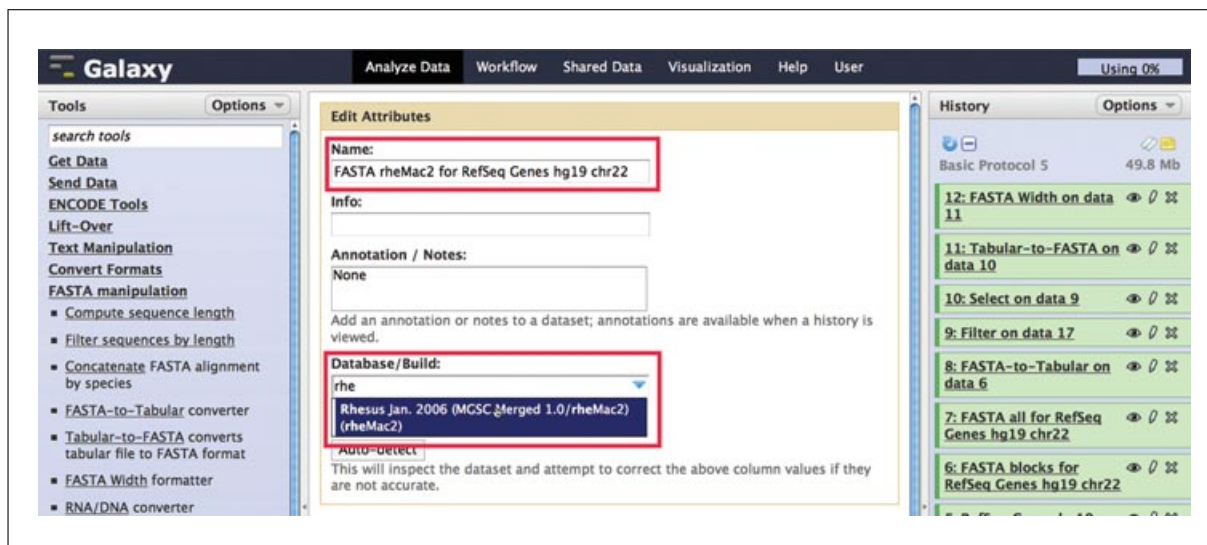 Galaxy
Analyze Data Workflow Shared Data Visualization Help User
Using 0%
Tools
Options
search tools
Get Data
Send Data
ENCODE Tools
Lift-Over
Text Manipulation
Convert Formats
FASTA manipulation
Compute sequence length
Filter sequences by length
Concatenate FASTA alignment
by species
FASTA-to-Tabular converter
Tabular-to-FASTA converts
tabular file to FASTA format
FASTA Width formatter
RNA/DNA converter
Edit Attributes
Name:
FASTA rheMac2 for RefSeq Genes hg19 chr22
Info:
Annotation / Notes:
None
Add an annotation or notes to a dataset; annotations are available when a history is
viewed.
Database/Build:
rhe
Rhesus Jan. 2006 (MGSC Merged 1.0/rheMac2)
(rheMac2)
Auto-detect
This will inspect the dataset and attempt to correct the above column values if they
are not accurate.
History
Options
Basic Protocol 5 49.8 Mb
12: FASTA Width on data
11
11: Tabular-to-FASTA on
data 10
10: Select on data 9
9: Filter on data 17
8: FASTA-to-Tabular on
data 6
7: FASTA all for RefSeq
Genes hg19 chr22
6: FASTA blocks for
RefSeq Genes hg19 chr22